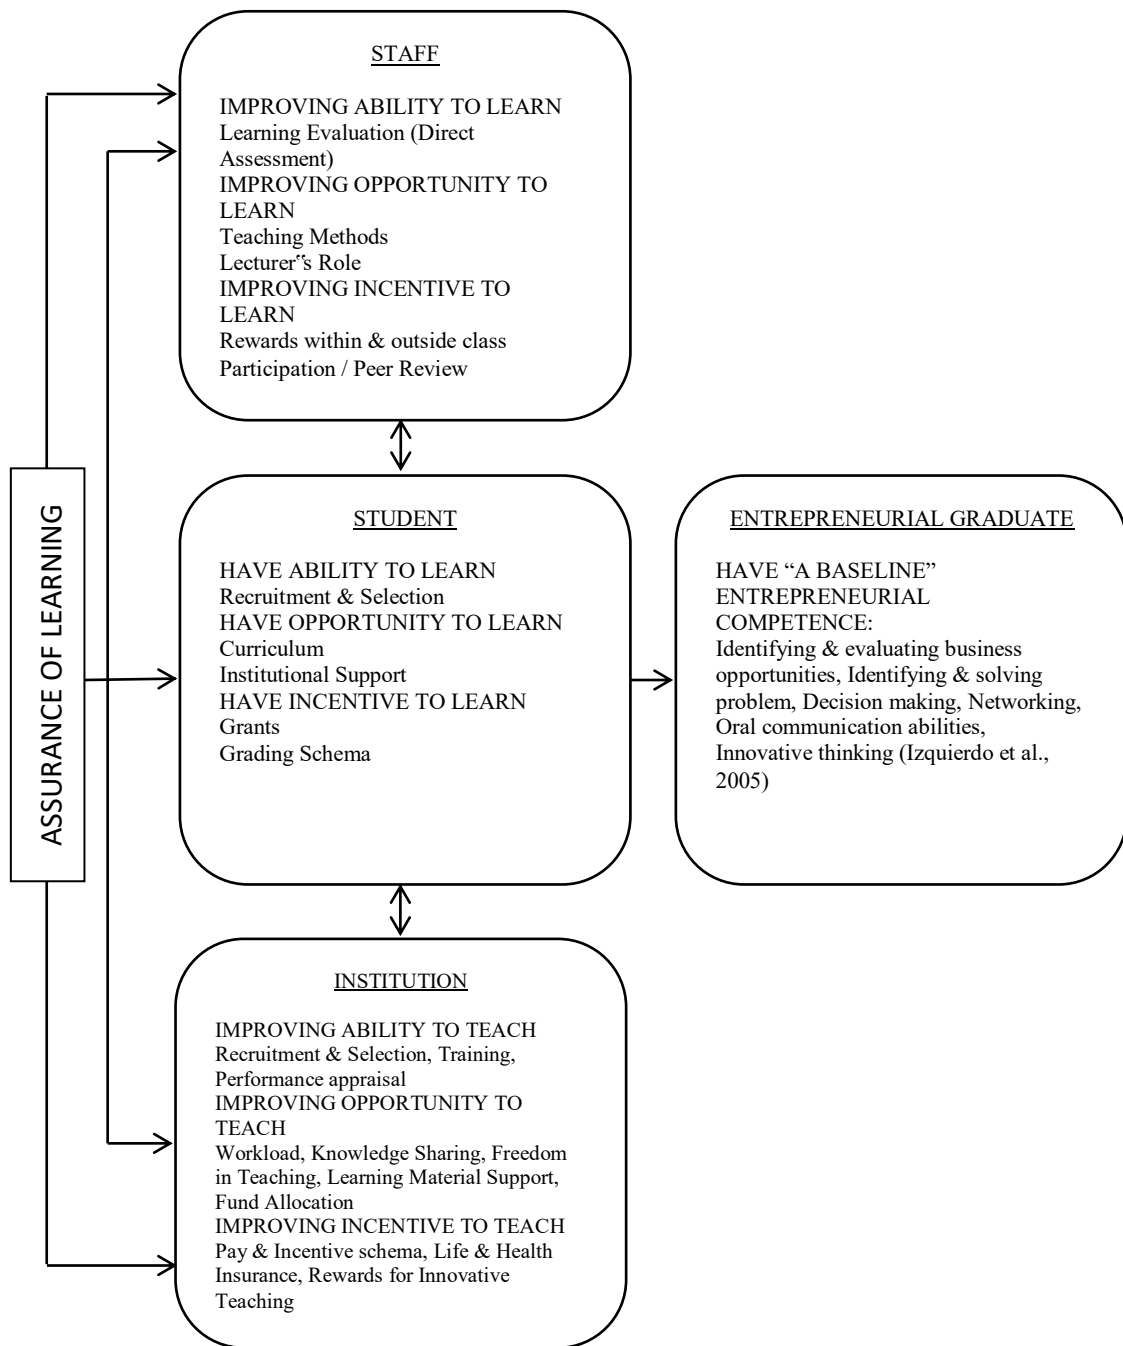 STAFF
IMPROVING ABILITY TO LEARN
Learning Evaluation (Direct
Assessment)
IMPROVING OPPORTUNITY TO
LEARN
Teaching Methods
Lecturer‟s Role
IMPROVING INCENTIVE TO
LEARN
Rewards within & outside class
Participation / Peer Review
ASSURANCE OF LEARNING
STUDENT
HAVE ABILITY TO LEARN
Recruitment & Selection
HAVE OPPORTUNITY TO LEARN
Curriculum
Institutional Support
HAVE INCENTIVE TO LEARN
Grants
Grading Schema
ENTREPRENEURIAL GRADUATE
HAVE “A BASELINE”
ENTREPRENEURIAL
COMPETENCE:
Identifying & evaluating business
opportunities, Identifying & solving
problem, Decision making, Networking,
Oral communication abilities,
Innovative thinking (Izquierdo et al.,
2005)
INSTITUTION
IMPROVING ABILITY TO TEACH
Recruitment & Selection, Training,
Performance appraisal
IMPROVING OPPORTUNITY TO
TEACH
Workload, Knowledge Sharing, Freedom
in Teaching, Learning Material Support,
Fund Allocation
IMPROVING INCENTIVE TO TEACH
Pay & Incentive schema, Life & Health
Insurance, Rewards for Innovative
Teaching